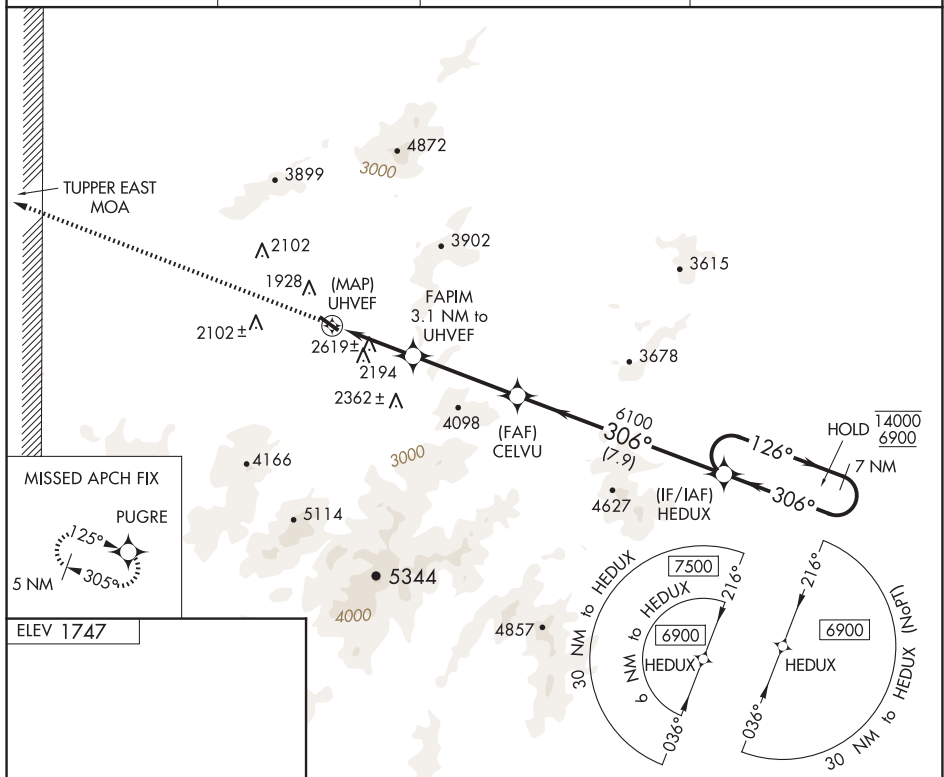 4872
3000
3899
TUPPER EAST
MOA
3902
2102
3615
1928
(MAP)
UHVEF
FAPIM
3.1 NM to
UHVEF
2102 ±
2619 ±
2194
3678
2362 ±
4098
(FAF)
CELVU
6100
306°
(7.9)
HOLD
14000
6900
126°
7 NM
306°
(IF/IAF)
HEDUX
3000
4166
4627
MISSED APCH FIX
PUGRE
125°
305°
5 NM
5114
5344
4000
4857
ELEV 1747
30 NM to HEDUX
7500
6 NM to HEDUX
6900
216°
HEDUX
036°
216°
6900
HEDUX
036°
30 NM to HEDUX (NoPT)